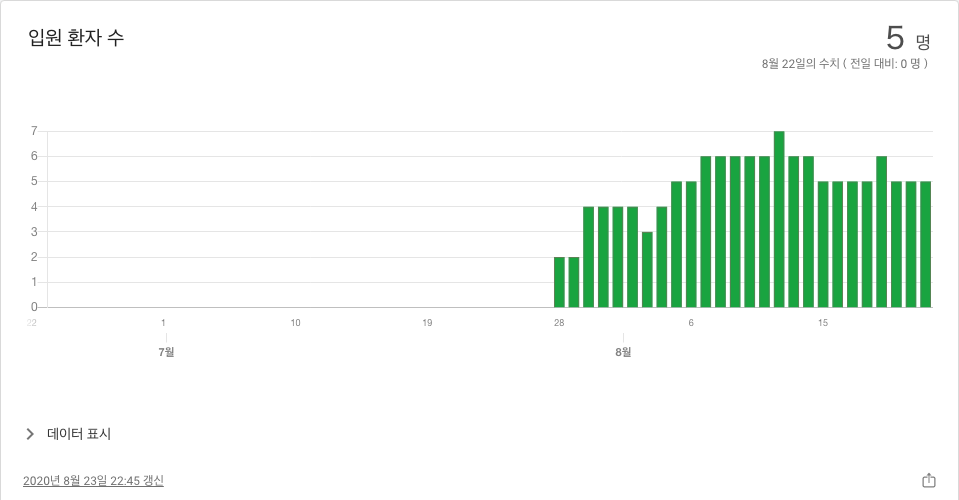 입원 환자 수
5 명
8월 22일의 수치 ( 전일 대비: 0 명 )
7
6
5
4
3
2
1
0
22 1 10 19 28 6 15
7월 8월
데이터 표시
2020년 8월 23일 22:45 갱신